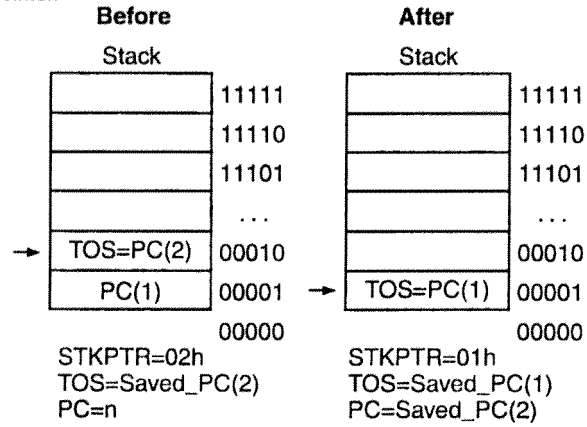 Before
Stack
11111
11110
11101
...
TOS=PC(2) 00010
PC(1) 00001
00000
STKPTR=02h
TOS=Saved_PC(2)
PC=n
After
Stack
11111
11110
11101
...
00010
TOS=PC(1) 00001
00000
STKPTR=01h
TOS=Saved_PC(1)
PC=Saved_PC(2)